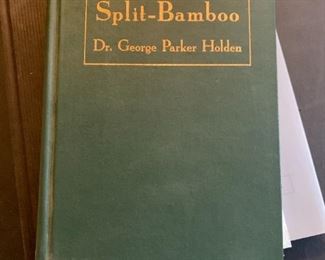 Split-Bamboo
Dr. George Parker Holden